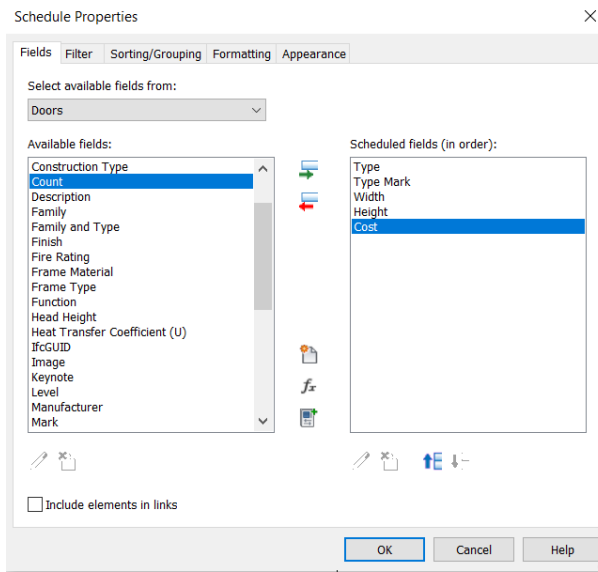 Schedule Properties
Fields Filter Sorting/Grouping Formatting Appearance
Select available fields from:
Doors
Available fields:
Construction Type
Count
Description
Family
Family and Type
Finish
Fire Rating
Frame Material
Frame Type
Function
Head Height
Heat Transfer Coefficient (U)
IfcGUID
Image
Keynote
Level
Manufacturer
Mark
fx
Scheduled fields (in order):
Type
Type Mark
Width
Height
Cost
Include elements in links
OK Cancel Help